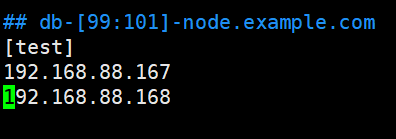 ## db-[99:101]-node.example.com
[test]
192.168.88.167
192.168.88.168